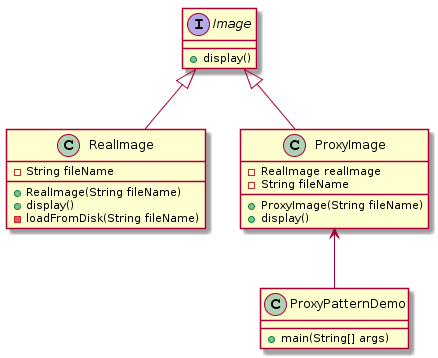 I Image
display()
C RealImage
String fileName
RealImage(String fileName)
display()
loadFromDisk(String fileName)
C ProxyImage
RealImage realImage
String fileName
ProxyImage(String fileName)
display()
C ProxyPatternDemo
main(String[] args)